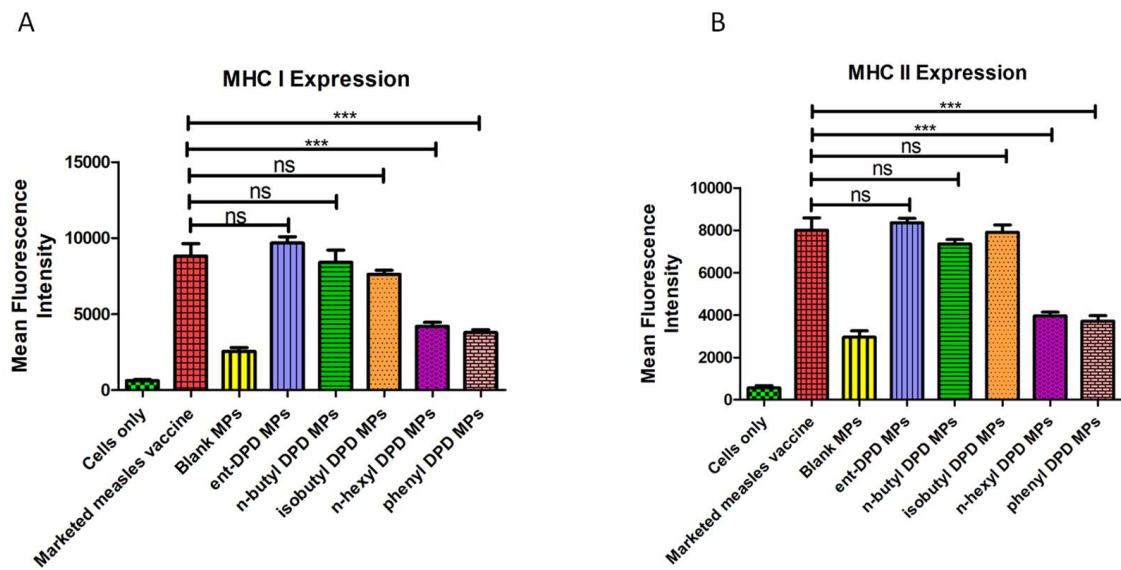 A
MHC I Expression
***
***
ns
ns
ns
Mean Fluorescence
Intensity
15000
10000
5000
0
Cells only
Marketed measles vaccine
Blank MPs
ent-DPD MPs
n-butyl DPD MPs
isobutyl DPD MPs
n-hexyl DPD MPs
phenyl DPD MPs
B
MHC II Expression
***
***
ns
ns
ns
Mean Fluorescence
Intensity
10000
8000
6000
4000
2000
0
Cells only
Marketed measles vaccine
Blank MPs
ent-DPD MPs
n-butyl DPD MPs
isobutyl DPD MPs
n-hexyl DPD MPs
phenyl DPD MPs